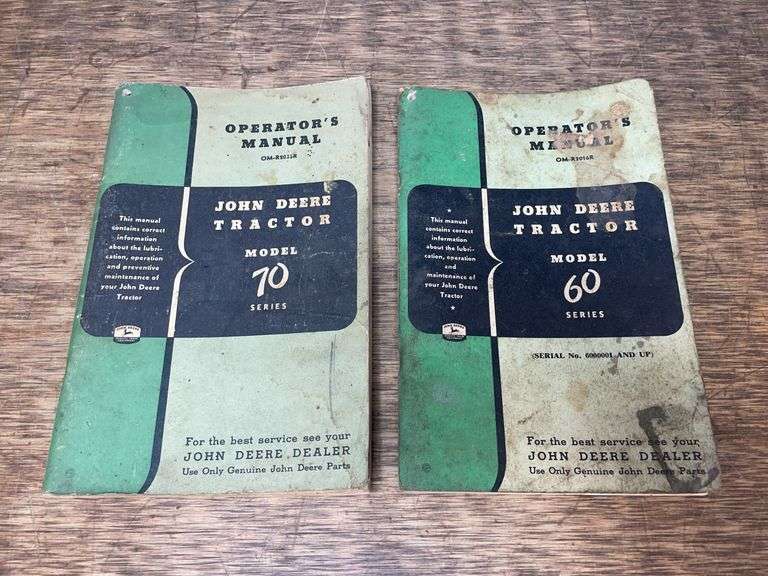 OPERATOR'S
MANUAL
JOHN DEERE
TRACTOR
MODEL
70
SERIES
This manual
contains correct
information
about the lubri-
cation, operation
and preventive
maintenance of
your John Deere
Tractor
JOHN DEERE
For the best service see your
JOHN DEERE DEALER
Use Only Genuine John Deere Parts
OPERATOR'S
MANUAL
OM-R2016R
JOHN DEERE
TRACTOR
MODEL
60
SERIES
This manual
contains correct
information
about the lubri-
cation, operation
and
maintenance of
your John Deere
Tractor
(SERIAL No. 6000001 AND UP)
For the best service see your
JOHN DEERE DEALER
Use Only Genuine John Deere Parts